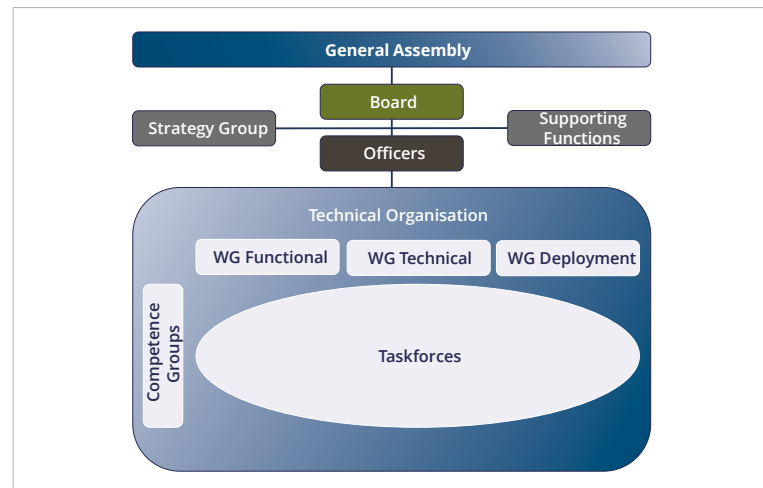 General Assembly
Board
Strategy Group
Supporting
Functions
Officers
Technical Organisation
WG Functional
WG Technical
WG Deployment
Competence
Groups
Taskforces